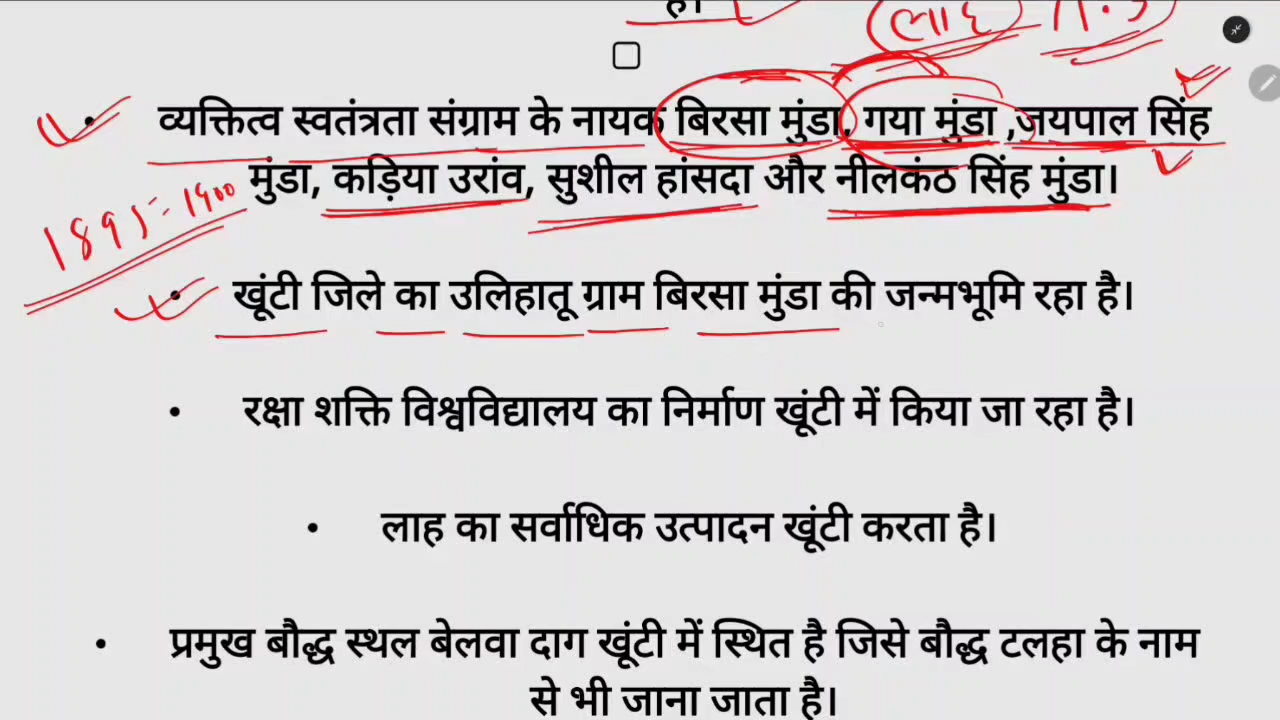 है।
लाह
व्यक्तित्व स्वतंत्रता संग्राम के नायक बिरसा मुंडा, गया मुंडा ,जयपाल सिंह
मुंडा, कड़िया उरांव, सुशील हांसदा और नीलकंठ सिंह मुंडा।
1895-1900
खूंटी जिले का उलिहातू ग्राम बिरसा मुंडा की जन्मभूमि रहा है।
• रक्षा शक्ति विश्वविद्यालय का निर्माण खूंटी में किया जा रहा है।
• लाह का सर्वाधिक उत्पादन खूंटी करता है।
• प्रमुख बौद्ध स्थल बेलवा दाग खूंटी में स्थित है जिसे बौद्ध टलहा के नाम
से भी जाना जाता है।